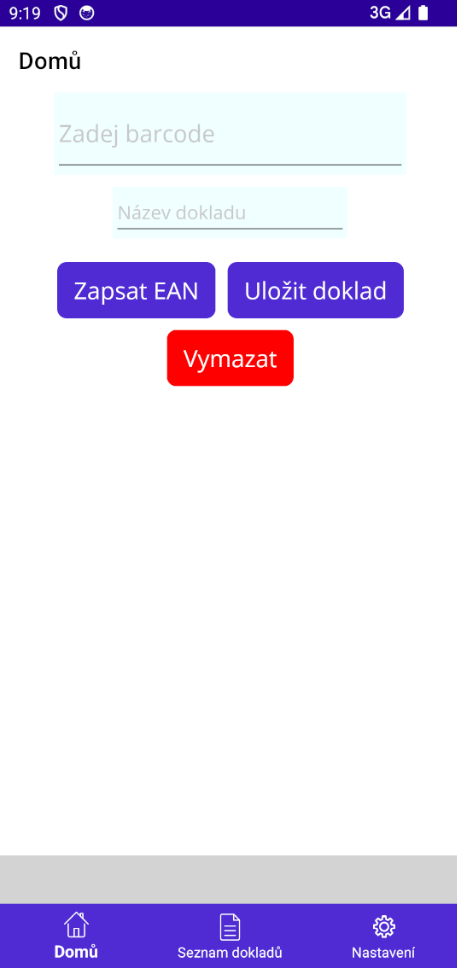 9:19 3G
Domů
Zadej barcode
Název dokladu
Zapsat EAN Uložit doklad
Vymazat
Domů Seznam dokladů Nastavení